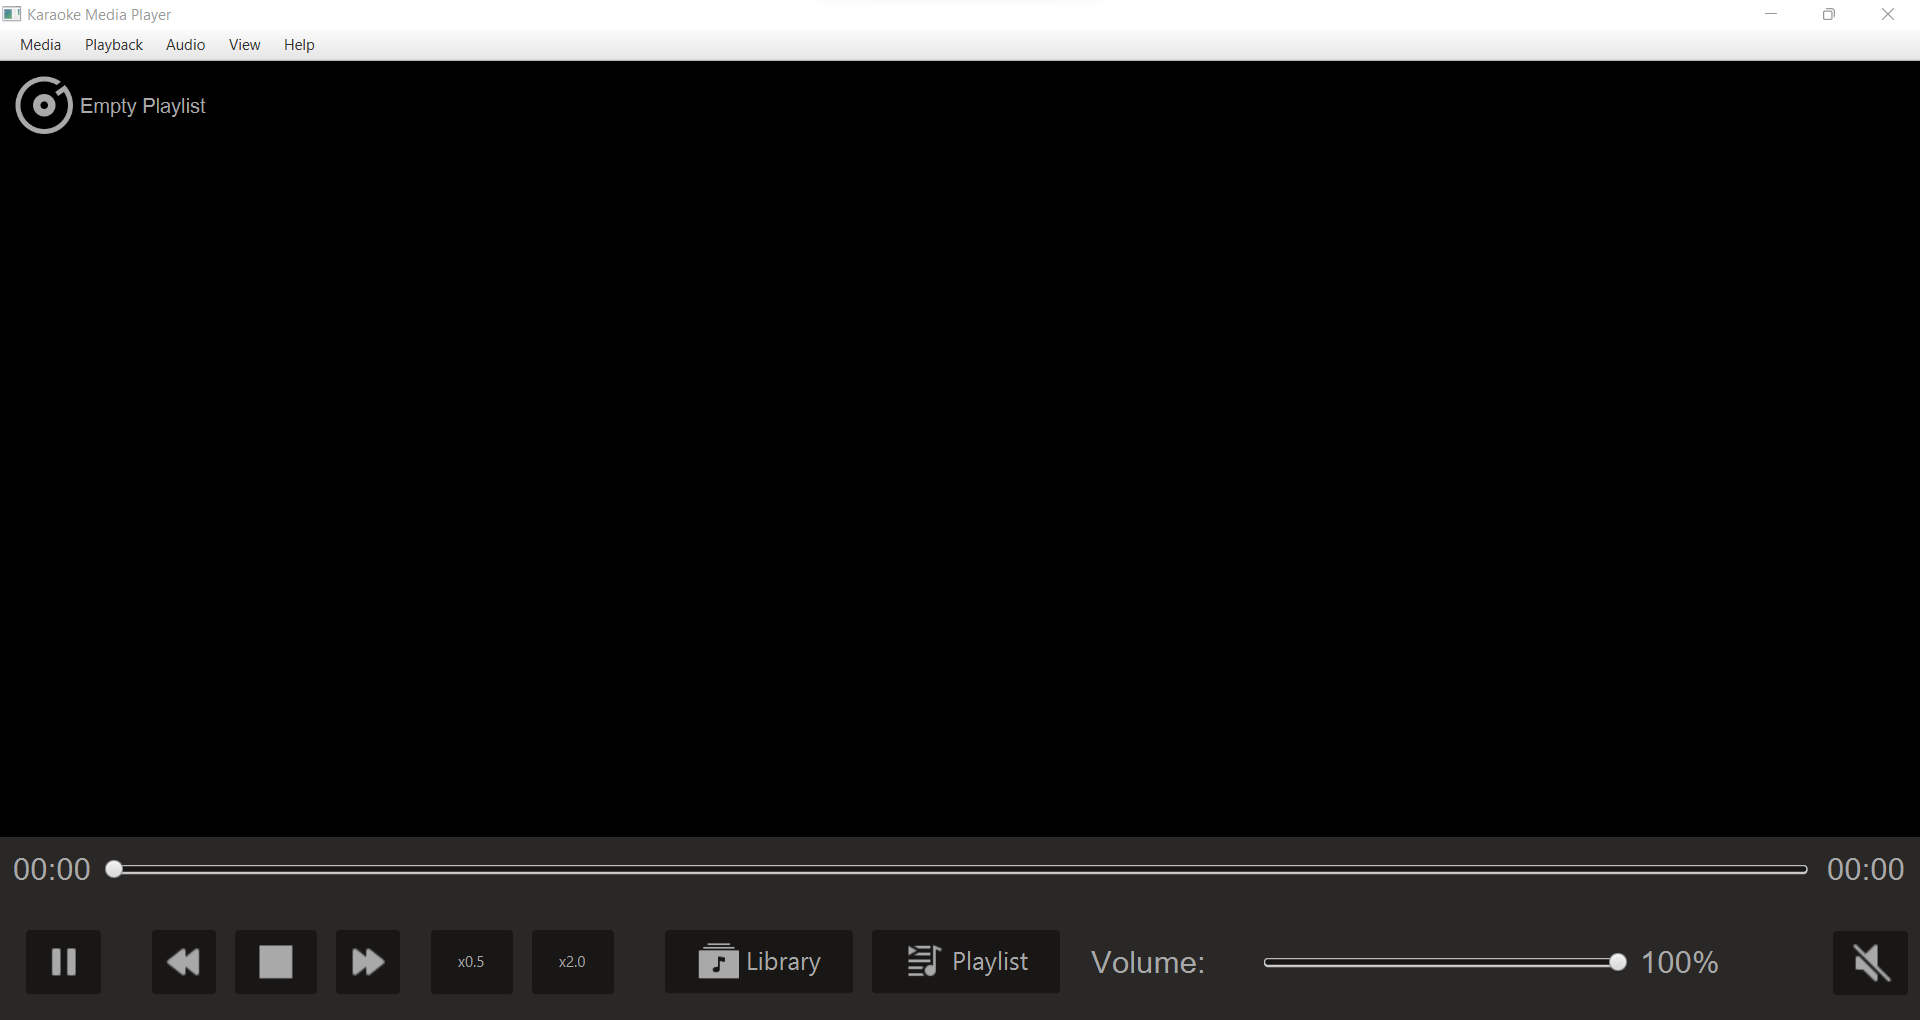 Karaoke Media Player
Media Playback Audio View Help
Empty Playlist
00:00 00:00
x0.5 x2.0 Library Playlist Volume: 100%